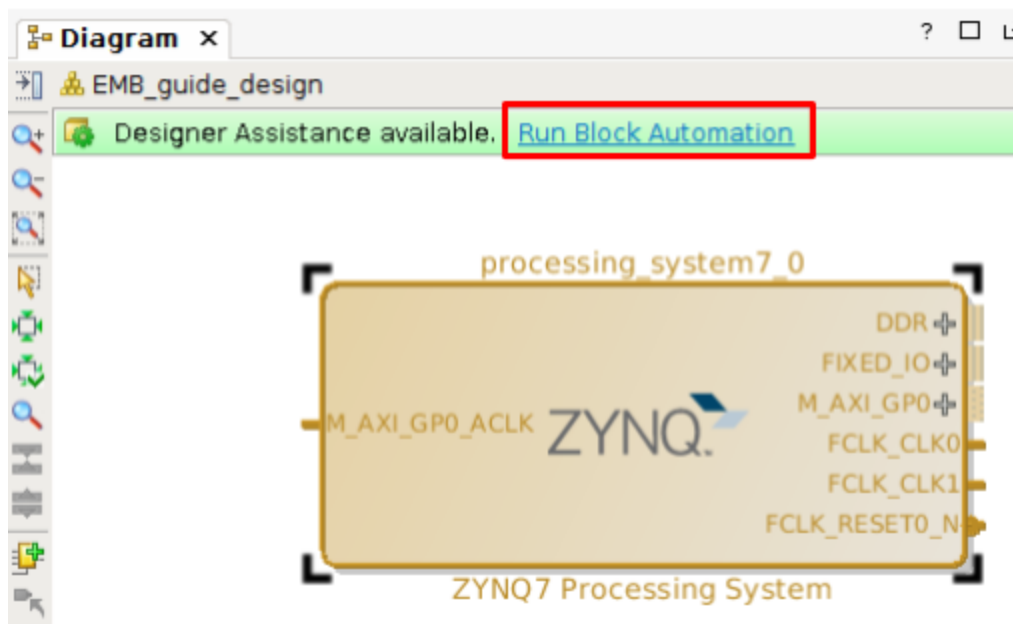 Diagram ×
?
EMB_guide_design
Designer Assistance available. Run Block Automation
processing_system7_0
DDR
FIXED_IO
M_AXI_GP0
M_AXI_GP0_ACLK
ZYNQ.
FCLK_CLK0
FCLK_CLK1
FCLK_RESET0_N
ZYNQ7 Processing System